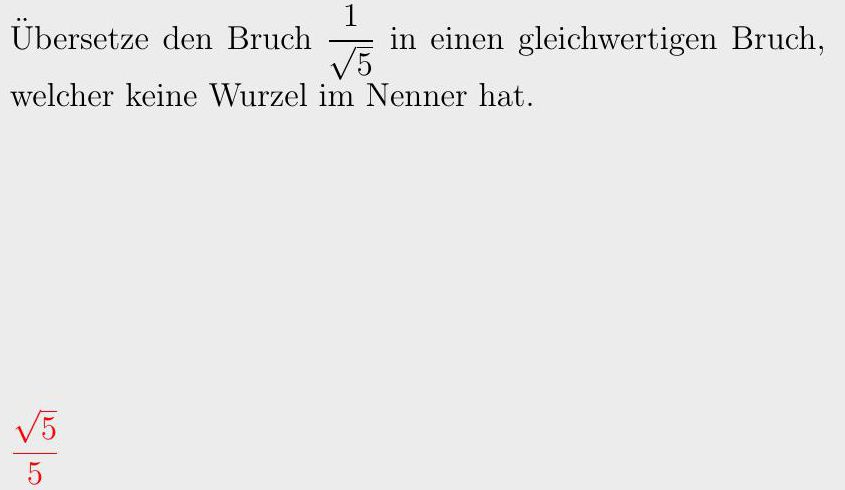 Übersetze den Bruch $\frac{1}{\sqrt{5}}$ in einen gleichwertigen Bruch,
welcher keine Wurzel im Nenner hat.
$\frac{\sqrt{5}}{5}$